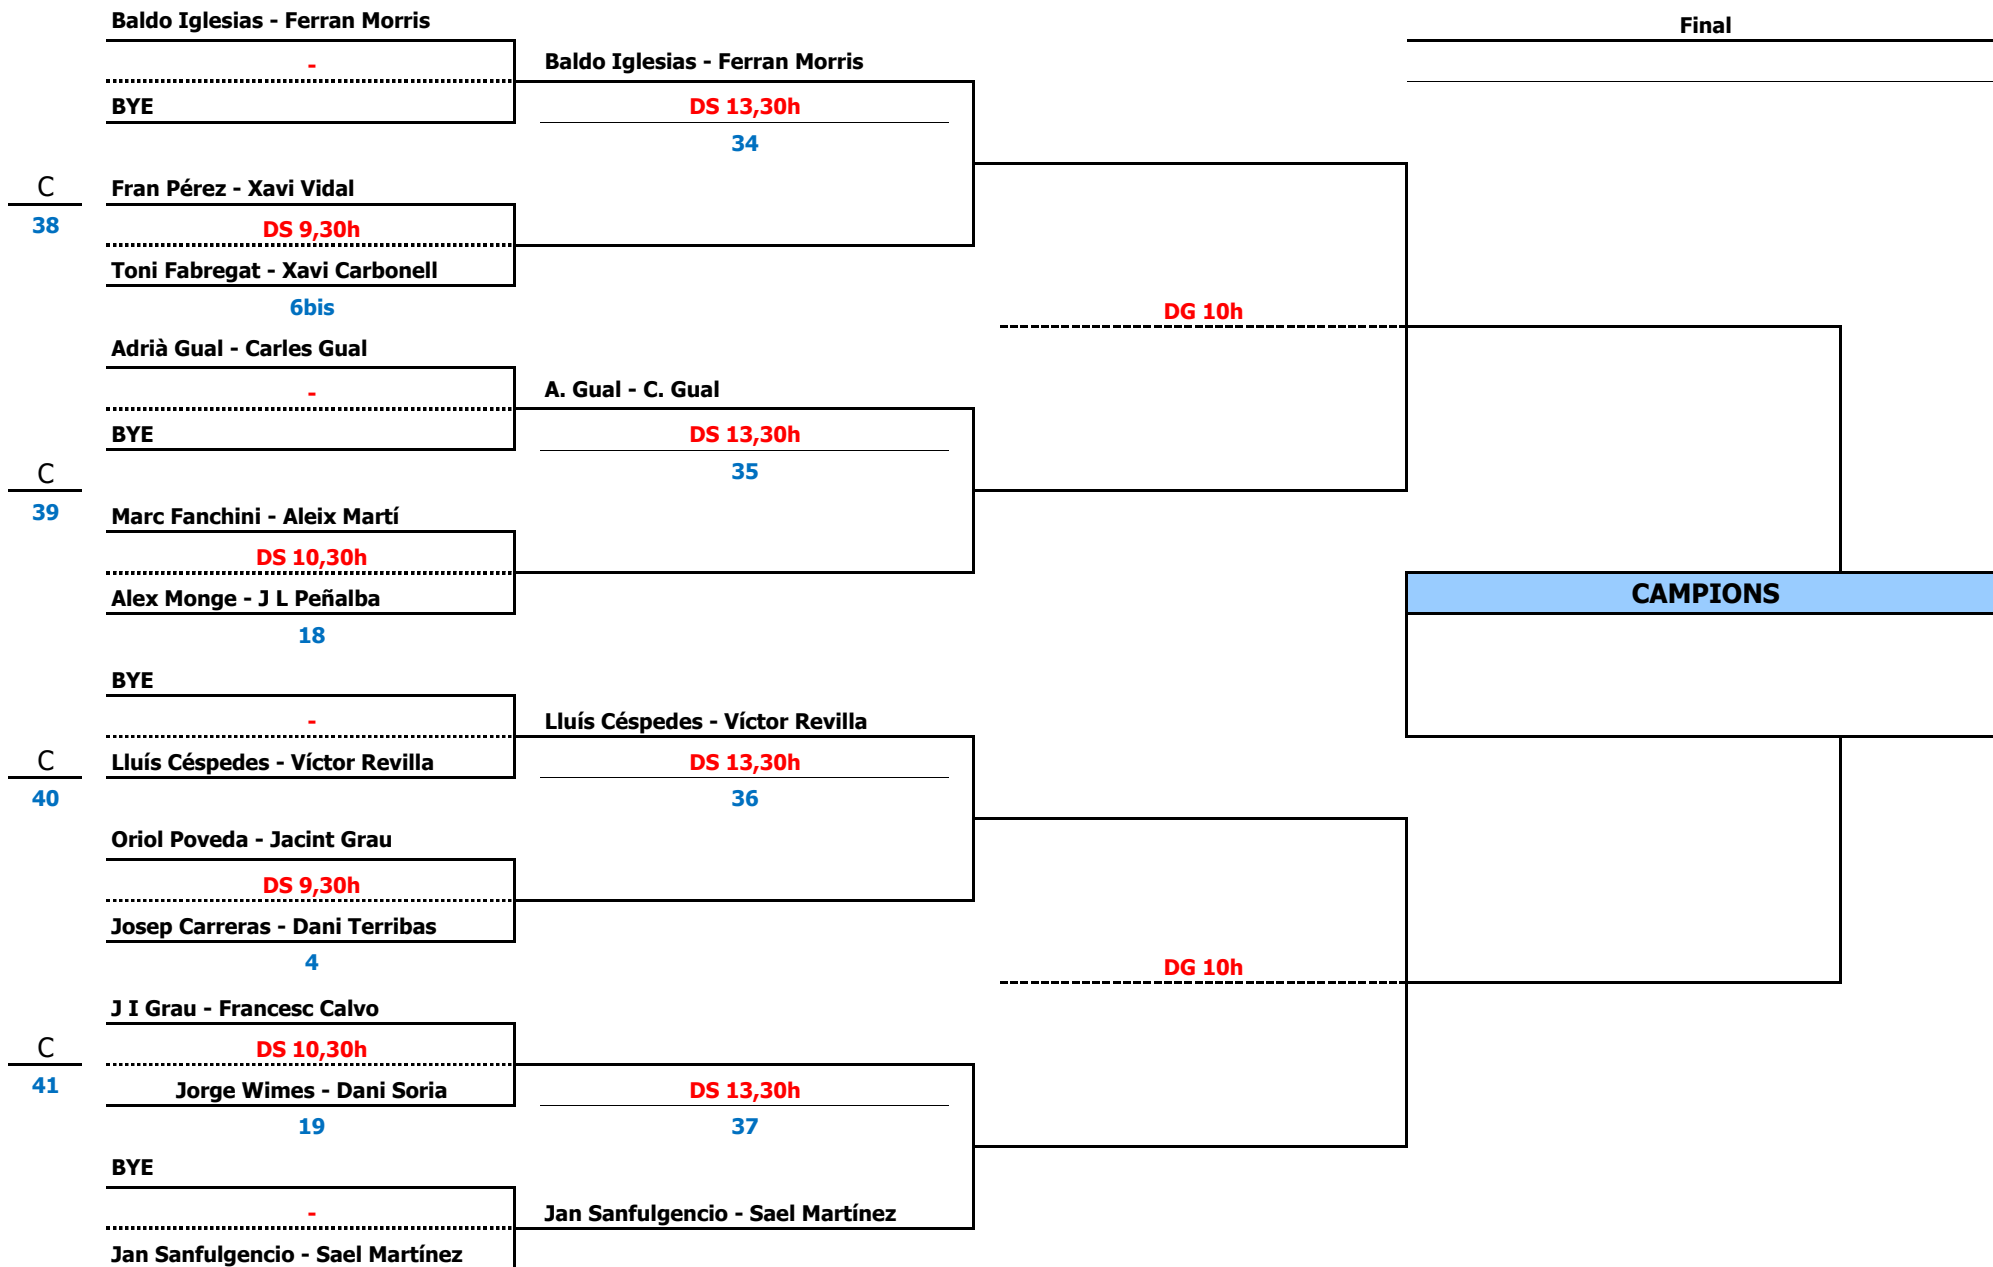 Baldo Iglesias - Ferran Morris
Final
-
Baldo Iglesias - Ferran Morris
BYE
DS 13,30h
34
C
Fran Pérez - Xavi Vidal
38
DS 9,30h
Toni Fabregat - Xavi Carbonell
6bis
DG 10h
Adrià Gual - Carles Gual
-
A. Gual - C. Gual
BYE
DS 13,30h
C
35
39
Marc Fanchini - Aleix Martí
DS 10,30h
Alex Monge - J L Peñalba
CAMPIONS
18
BYE
-
Lluís Céspedes - Víctor Revilla
C
Lluís Céspedes - Víctor Revilla
DS 13,30h
40
36
Oriol Poveda - Jacint Grau
DS 9,30h
Josep Carreras - Dani Terribas
4
DG 10h
J I Grau - Francesc Calvo
C
DS 10,30h
41
Jorge Wimes - Dani Soria
DS 13,30h
19
37
BYE
-
Jan Sanfulgencio - Sael Martínez
Jan Sanfulgencio - Sael Martínez